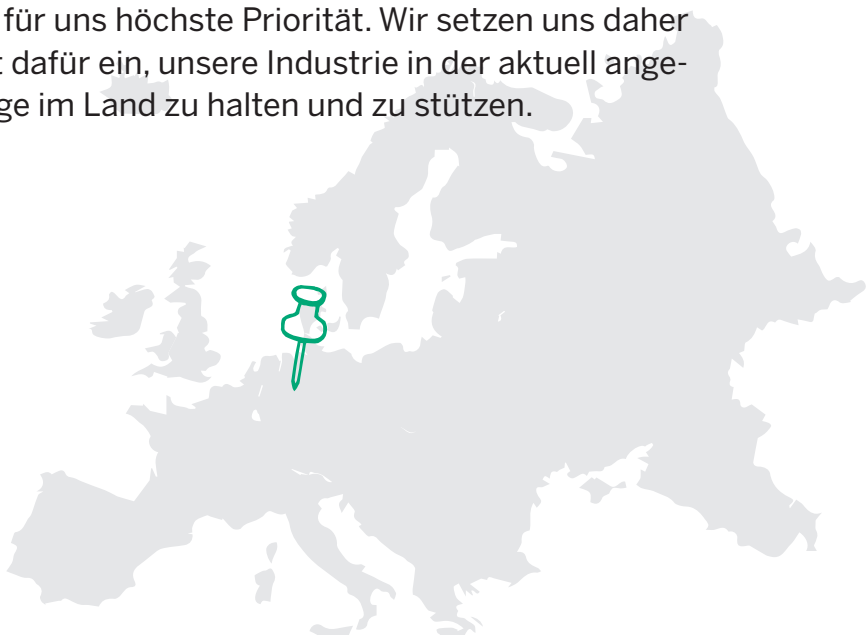 für uns höchste Priorität. Wir setzen uns daher
dafür ein, unsere Industrie in der aktuell ange-
im Land zu halten und zu stützen.